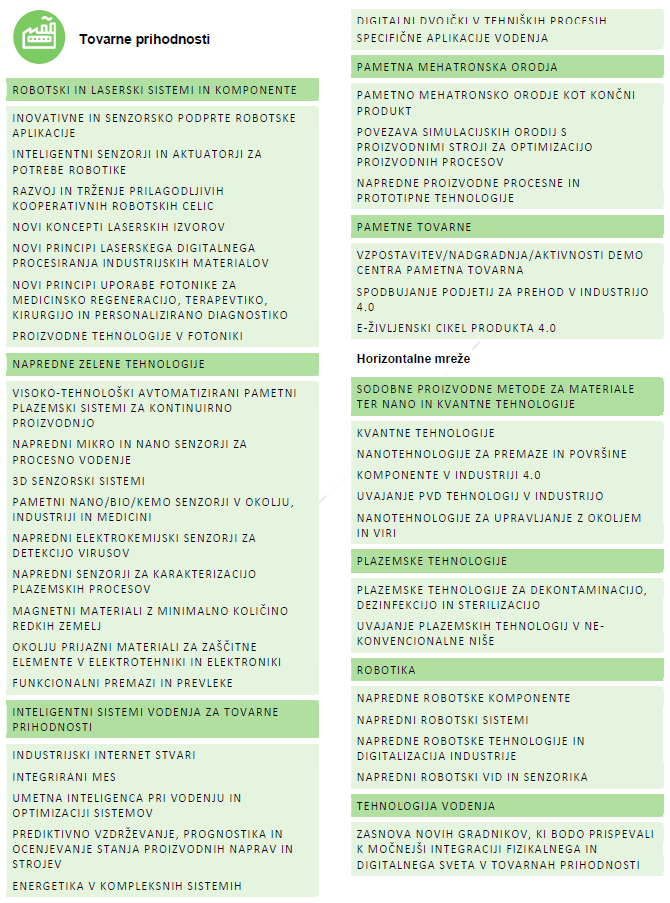 Tovarne prihodnosti
ROBOTSKI IN LASERSKI SISTEMI IN KOMPONENTE
INOVATIVNE IN SENZORSKO PODPRTE ROBOTSKE
APLIKACIJE
INTELIGENTNI SENZORJI IN AKTUATORJI ZA
POTREBE ROBOTIKE
RAZVOJ IN TRŽENJE PRILAGODLJIVIH
KOOPERATIVNIH ROBOTSKIH CELIC
NOVI KONCEPTI LASERSKIH IZVOROV
NOVI PRINCIPI LASERSKEGA DIGITALNEGA
PROCESIRANJA INDUSTRIJSKIH MATERIALOV
NOVI PRINCIPI UPORABE FOTONIKE ZA
MEDICINSKO REGENERACIJO, TERAPEVTIKO,
KIRURGIJO IN PERSONALIZIRANO DIAGNOSTIKO
PROIZVODNE TEHNOLOGIJE V FOTONIKI
NAPREDNE ZELENE TEHNOLOGIJE
VISOKO-TEHNOLOŠKI AVTOMATIZIRANI PAMETNI
PLAZEMSKI SISTEMI ZA KONTINUIRNO
PROIZVODNJO
NAPREDNI MIKRO IN NANO SENZORJI ZA
PROCESNO VODENJE
3D SENZORSKI SISTEMI
PAMETNI NANO/BIO/KEMO SENZORJI V OKOLJU,
INDUSTRIJI IN MEDICINI
NAPREDNI ELEKTROKEMIJSKI SENZORJI ZA
DETEKCIJO VIRUSOV
NAPREDNI SENZORJI ZA KARAKTERIZACIJO
PLAZEMSKIH PROCESOV
MAGNETNI MATERIALI Z MINIMALNO KOLIČINO
REDKIH ZEMELJ
OKOLJU PRIJAZNI MATERIALI ZA ZAŠČITNE
ELEMENTE V ELEKTROTEHNIKI IN ELEKTRONIKI
FUNKCIONALNI PREMAZI IN PREVLEKE
INTELIGENTNI SISTEMI VODENJA ZA TOVARNE
PRIHODNOSTI
INDUSTRIJSKI INTERNET STVARI
INTEGRIRANI MES
UMETNA INTELIGENCA PRI VODENJU IN
OPTIMIZACIJI SISTEMOV
PREDIKTIVNO VZDRŽEVANJE, PROGNOSTIKA IN
OCENJEVANJE STANJA PROIZVODNIH NAPRAV IN
STROJEV
ENERGETIKA V KOMPLEKSNIH SISTEMIH
DIGITALNI DVOJČKI V TEHNIŠKIH PROCESIH
SPECIFIČNE APLIKACIJE VODENJA
PAMETNA MEHATRONSKA ORODJA
PAMETNO MEHATRONSKO ORODJE KOT KONČNI
PRODUKT
POVEZAVA SIMULACIJSKIH ORODIJ S
PROIZVODNIMI STROJI ZA OPTIMIZACIJO
PROIZVODNIH PROCESOV
NAPREDNE PROIZVODNE PROCESNE IN
PROTOTIPNE TEHNOLOGIJE
PAMETNE TOVARNE
VZPOSTAVITEV/NADGRADNJA/AKTIVNOSTI DEMO
CENTRA PAMETNA TOVARNA
SPODBUJANJE PODJETIJ ZA PREHOD V INDUSTRIJO
4.0
E-ŽIVLJENSKI CIKEL PRODUKTA 4.0
Horizontalne mreže
SODOBNE PROIZVODNE METODE ZA MATERIALE
TER NANO IN KVANTNE TEHNOLOGIJE
KVANTNE TEHNOLOGIJE
NANOTEHNOLOGIJE ZA PREMAZE IN POVRŠINE
KOMPONENTE V INDUSTRIJI 4.0
UVAJANJE PVD TEHNOLOGIJ V INDUSTRIJO
NANOTEHNOLOGIJE ZA UPRAVLJANJE Z OKOLJEM
IN VIRI
PLAZEMSKE TEHNOLOGIJE
PLAZEMSKE TEHNOLOGIJE ZA DEKONTAMINACIJO,
DEZINFEKCIJO IN STERILIZACIJO
UVAJANJE PLAZEMSKIH TEHNOLOGIJ V NE-
KONVENCIONALNE NIŠE
ROBOTIKA
NAPREDNE ROBOTSKE KOMPONENTE
NAPREDNI ROBOTSKI SISTEMI
NAPREDNE ROBOTSKE TEHNOLOGIJE IN
DIGITALIZACIJA INDUSTRIJE
NAPREDNI ROBOTSKI VID IN SENZORIKA
TEHNOLOGIJA VODENJA
ZASNOVA NOVIH GRADNIKOV, KI BODO PRISPEVALI
K MOČNEJŠI INTEGRACIJI FIZIKALNEGA IN
DIGITALNEGA SVETA V TOVARNAH PRIHODNOSTI